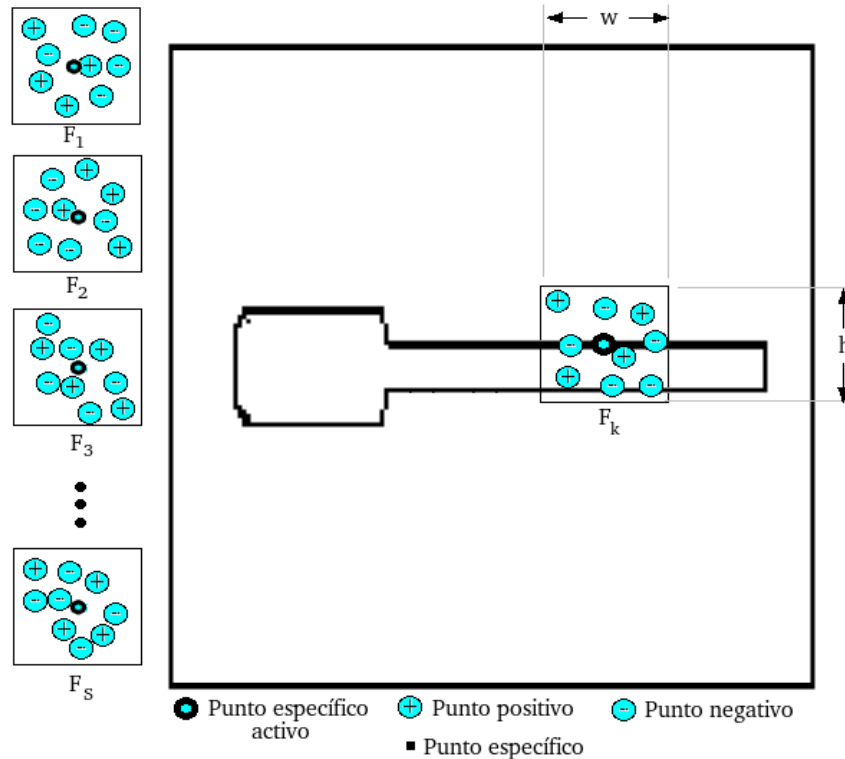 w
F1
F2
h
Fk
F3
FS
Punto específico activo
Punto positivo
Punto negativo
Punto específico